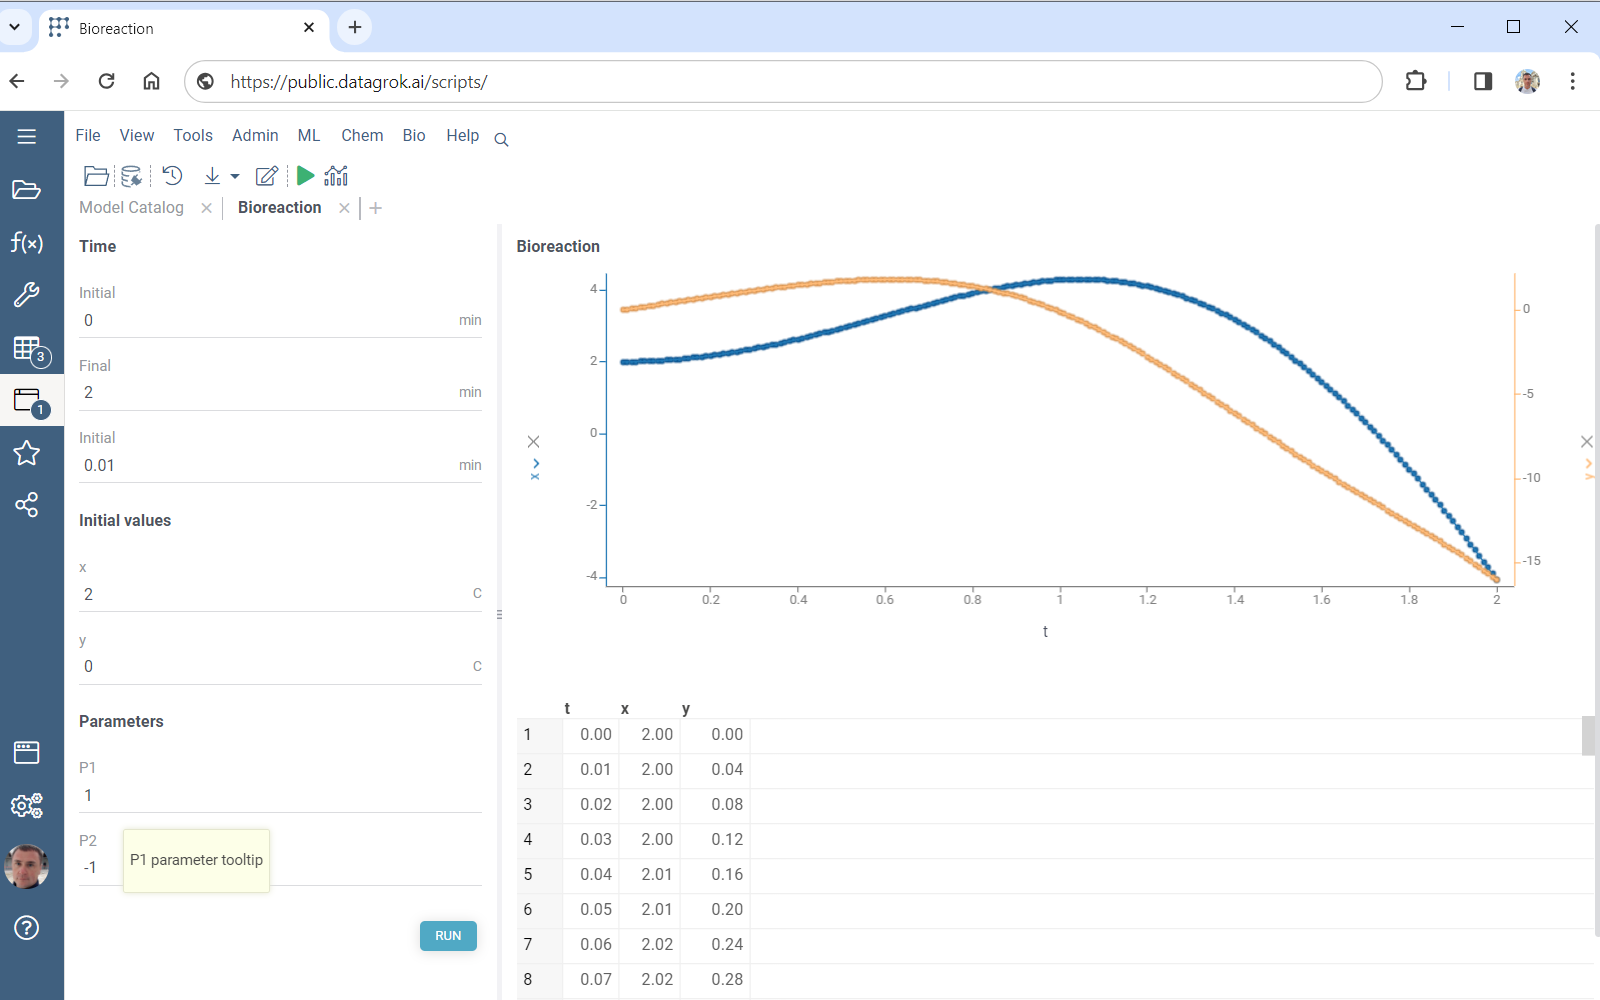 Bioreaction
https://public.datagrok.ai/scripts/
File View Tools Admin ML Chem Bio Help
Model Catalog Bioreaction
Time
Initial
0 min
Final
2 min
Initial
0.01 min
Initial values
x
2 C
y
0 C
Parameters
P1
1
P2
-1
P1 parameter tooltip
RUN
f(x)
3
1
Bioreaction
4
2
0
-2
-4
x
0
-5
-10
-15
y
0 0.2 0.4 0.6 0.8 1 1.2 1.4 1.6 1.8 2
t
t x y
1 0.00 2.00 0.00
2 0.01 2.00 0.04
3 0.02 2.00 0.08
4 0.03 2.00 0.12
5 0.04 2.01 0.16
6 0.05 2.01 0.20
7 0.06 2.02 0.24
8 0.07 2.02 0.28